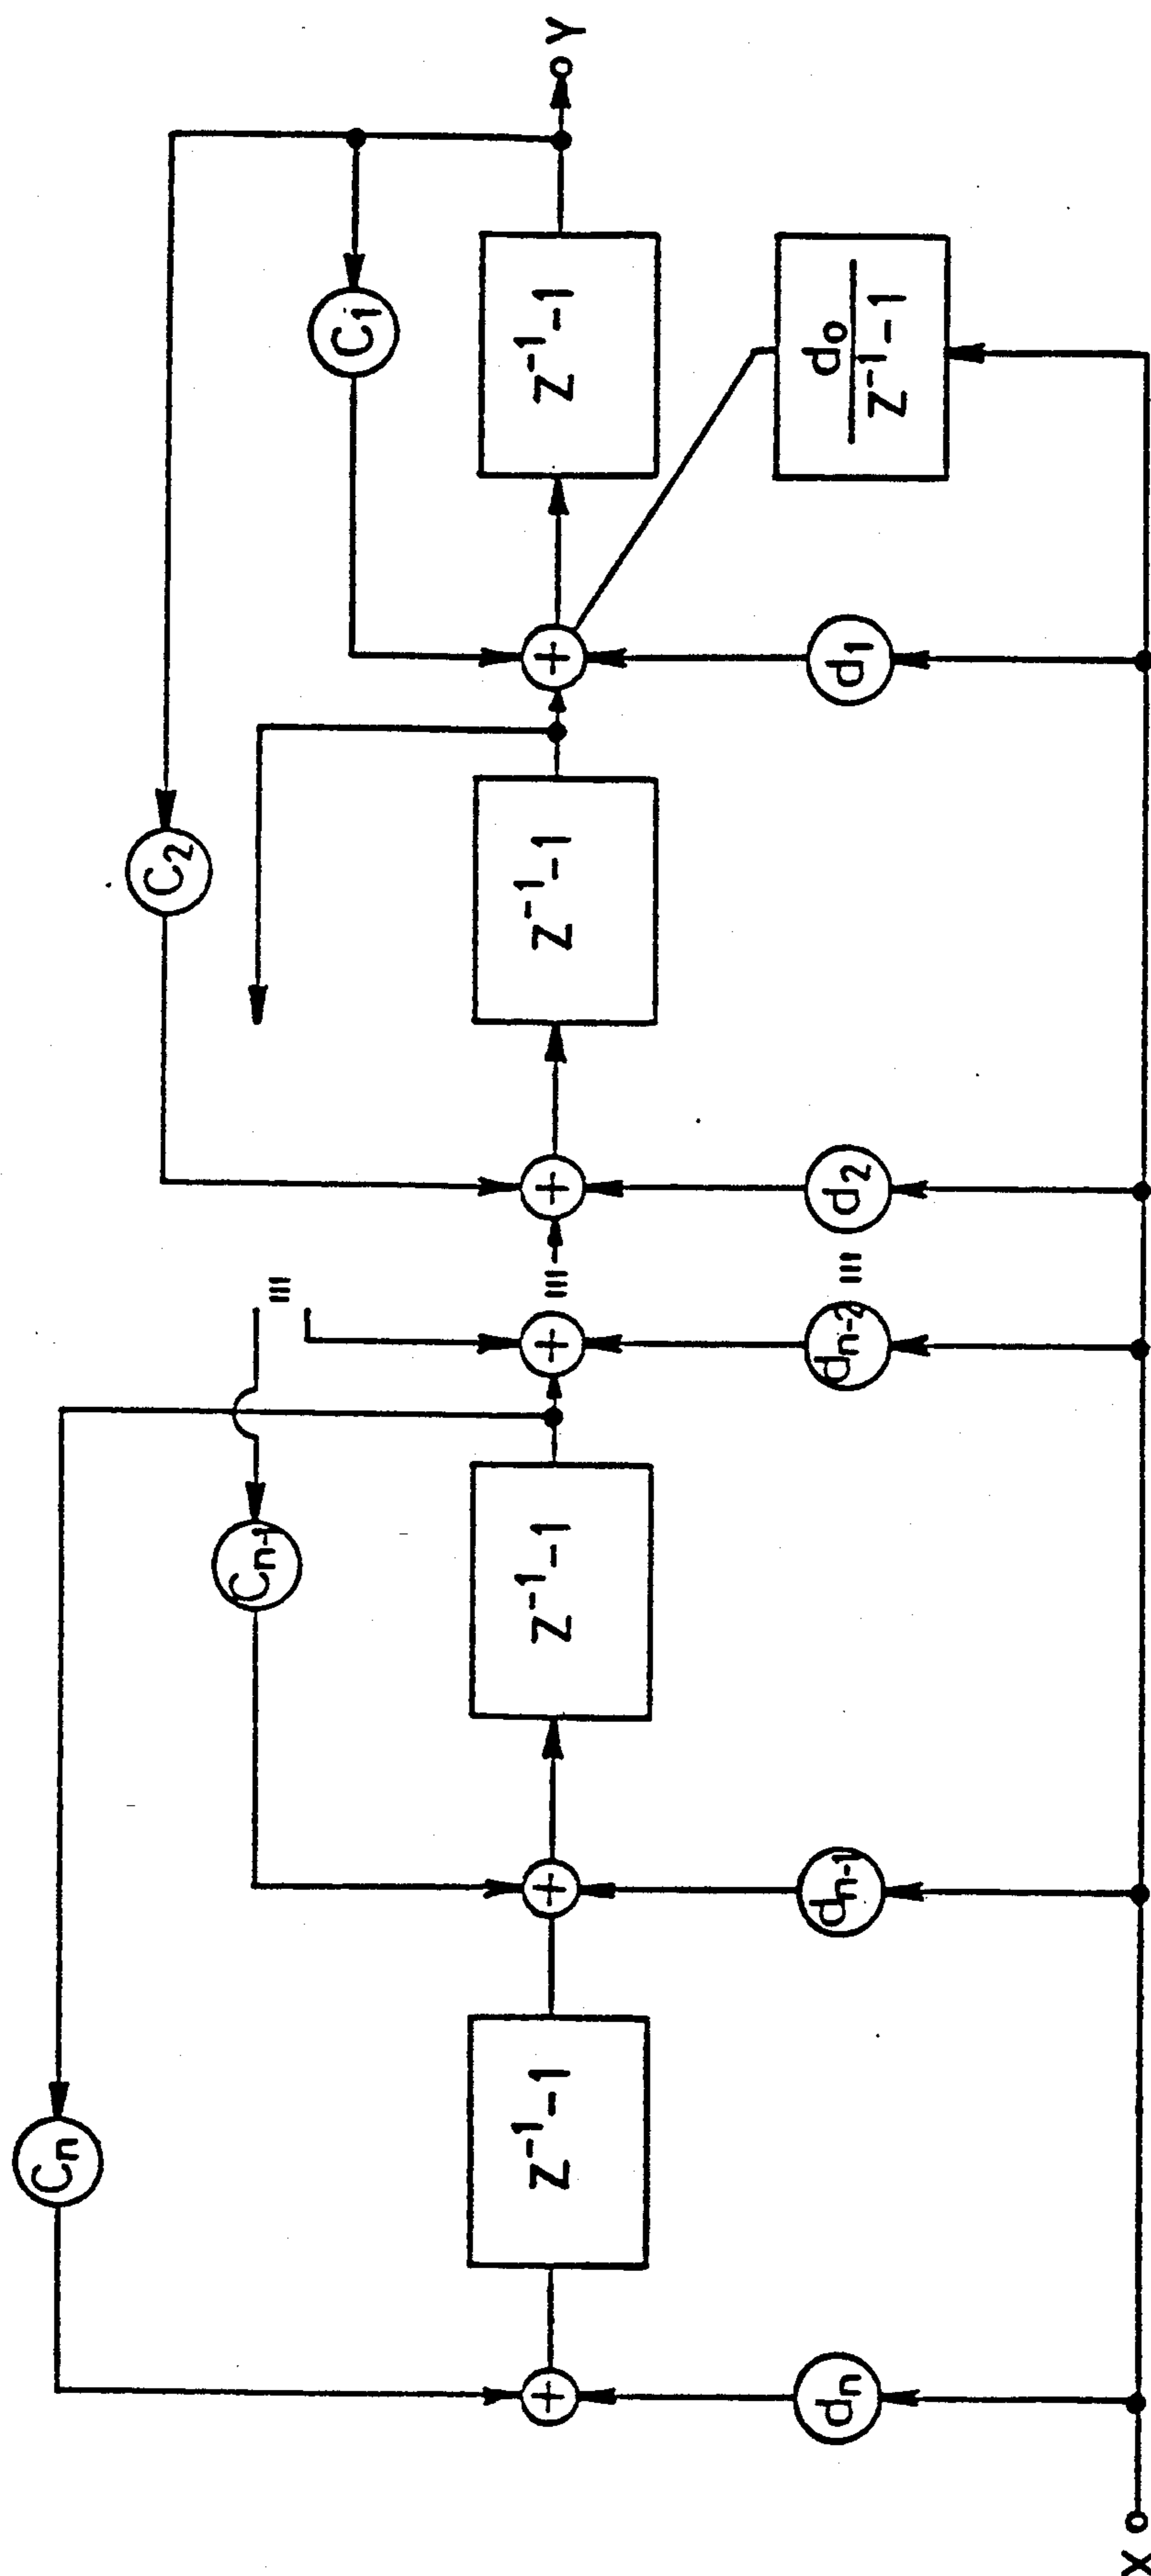 Cₙ
C₂
Cₙ₋₁
C₁
Z⁻¹-1
Z⁻¹-1
Z⁻¹-1
Z⁻¹-1
Y
d₀
Z⁻¹-1
dₙ
dₙ₋₁
dₙ₋₂
d₂
d₁
X